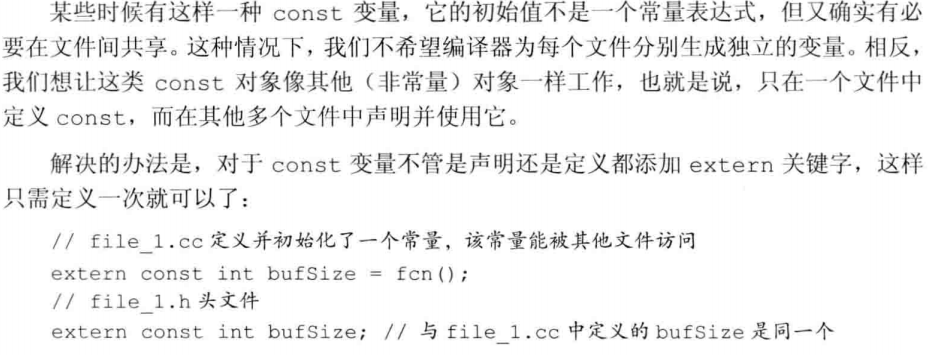 某些时候有这样一种 const 变量，它的初始值不是一个常量表达式，但又确实有必
要在文件间共享。这种情况下，我们不希望编译器为每个文件分别生成独立的变量。相反，
我们想让这类 const 对象像其他（非常量）对象一样工作，也就是说，只在一个文件中
定义 const，而在其他多个文件中声明并使用它。
解决的办法是，对于 const 变量不管是声明还是定义都添加 extern 关键字，这样
只需定义一次就可以了：
// file_1.cc 定义并初始化了一个常量，该常量能被其他文件访问
extern const int bufSize = fcn();
// file_1.h 头文件
extern const int bufSize; // 与 file_1.cc 中定义的 bufSize 是同一个